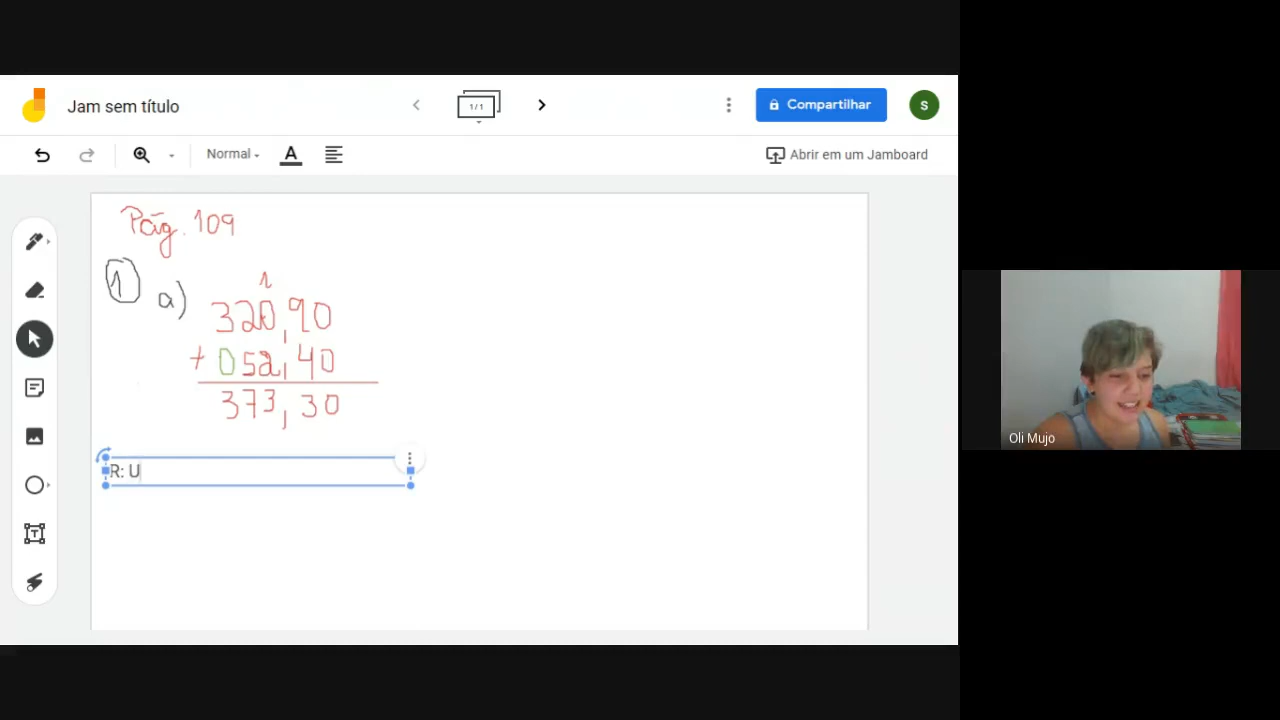 Jam sem título
1/1
Compartilhar
S
Normal
A
Abrir em um Jamboard
Pág. 109
1
a)
1
320,90
+ 052,40
373,30
R: U
Oli Mujo